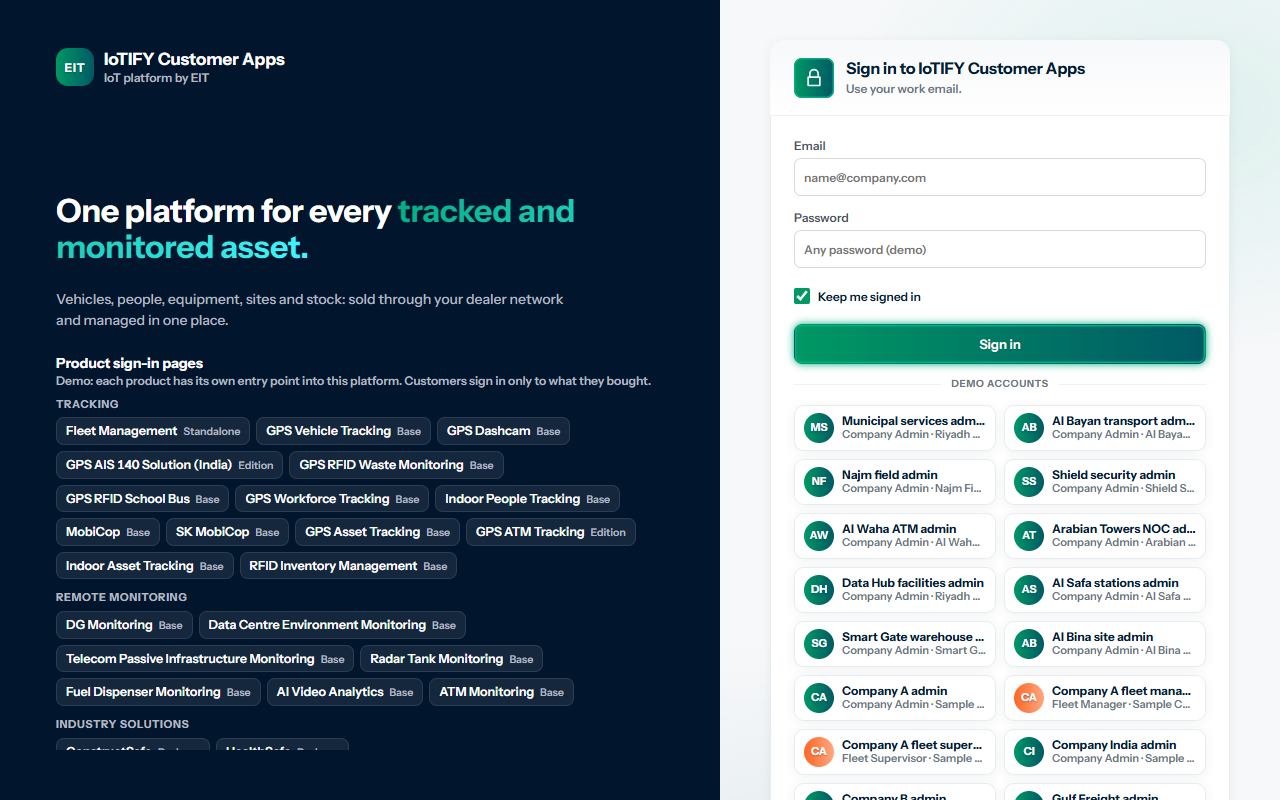 EIT
IoTIFY Customer Apps
IoT platform by EIT
One platform for every tracked and
monitored asset.
Vehicles, people, equipment, sites and stock: sold through your dealer network
and managed in one place.
Product sign-in pages
Demo: each product has its own entry point into this platform. Customers sign in only to what they bought.
TRACKING
Fleet Management Standalone
GPS Vehicle Tracking Base
GPS Dashcam Base
GPS AIS 140 Solution (India) Edition
GPS RFID Waste Monitoring Base
GPS RFID School Bus Base
GPS Workforce Tracking Base
Indoor People Tracking Base
MobiCop Base
SK MobiCop Base
GPS Asset Tracking Base
GPS ATM Tracking Edition
Indoor Asset Tracking Base
RFID Inventory Management Base
REMOTE MONITORING
DG Monitoring Base
Data Centre Environment Monitoring Base
Telecom Passive Infrastructure Monitoring Base
Radar Tank Monitoring Base
Fuel Dispenser Monitoring Base
AI Video Analytics Base
ATM Monitoring Base
INDUSTRY SOLUTIONS
Sign in to IoTIFY Customer Apps
Use your work email.
Email
name@company.com
Password
Any password (demo)
Keep me signed in
Sign in
DEMO ACCOUNTS
MS
Municipal services adm...
Company Admin · Riyadh ...
AB
Al Bayan transport adm...
Company Admin · Al Baya...
NF
Najm field admin
Company Admin · Najm Fi...
SS
Shield security admin
Company Admin · Shield S...
AW
Al Waha ATM admin
Company Admin · Al Wah...
AT
Arabian Towers NOC ad...
Company Admin · Arabian ...
DH
Data Hub facilities admin
Company Admin · Riyadh ...
AS
Al Safa stations admin
Company Admin · Al Safa ...
SG
Smart Gate warehouse ...
Company Admin · Smart G...
AB
Al Bina site admin
Company Admin · Al Bina ...
CA
Company A admin
Company Admin · Sample ...
CA
Company A fleet mana...
Fleet Manager · Sample C...
CA
Company A fleet super...
Fleet Supervisor · Sample ...
CI
Company India admin
Company Admin · Sample ...
Company B admin
Gulf Freight admin